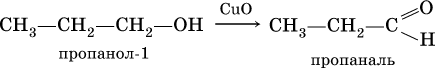 CH₃—CH₂—CH₂—OH CuO → CH₃—CH₂—C=O
H
пропанол-1
пропаналь